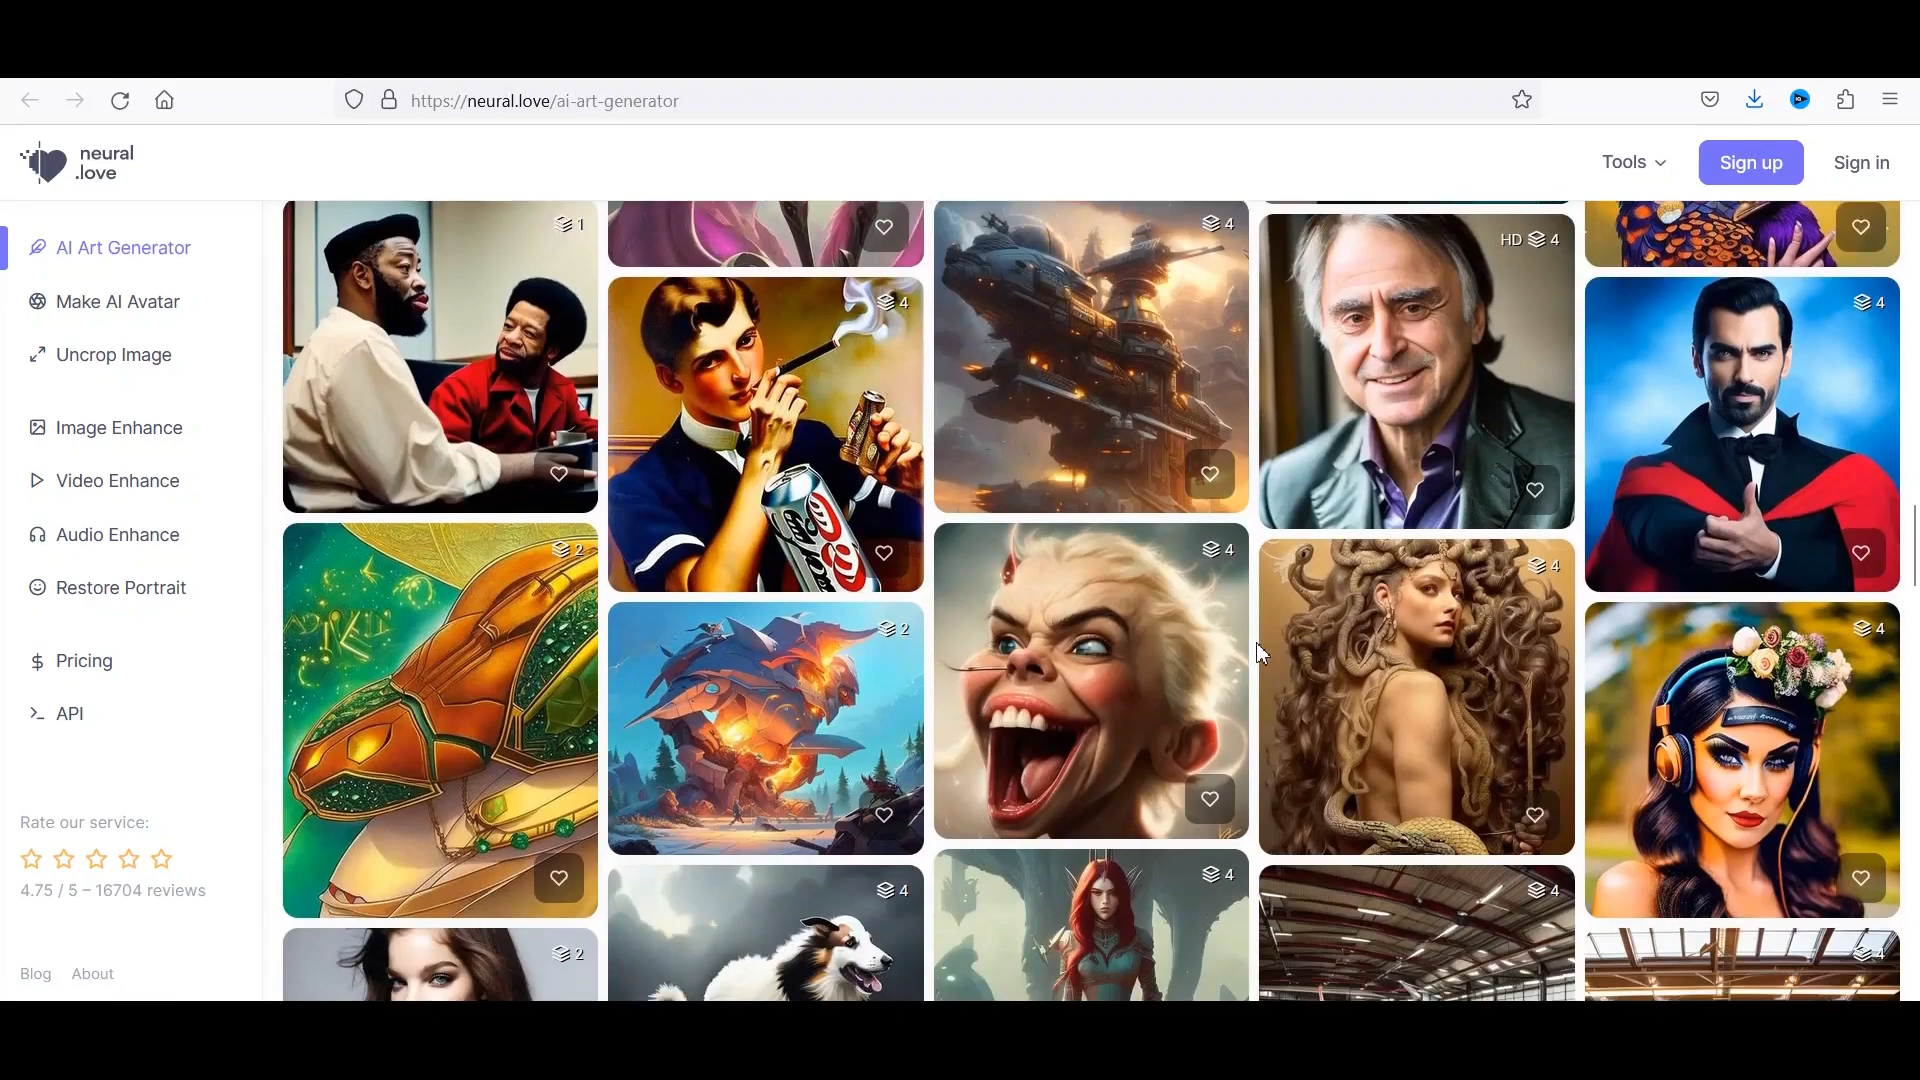 https://neural.love/ai-art-generator
neural
.love
Tools
Sign up
Sign in
AI Art Generator
Make AI Avatar
Uncrop Image
Image Enhance
Video Enhance
Audio Enhance
Restore Portrait
Pricing
API
Rate our service:
4.75 / 5 – 16704 reviews
Blog
About
1
4
4
HD 4
4
2
2
4
4
4
2
4
4
4
4